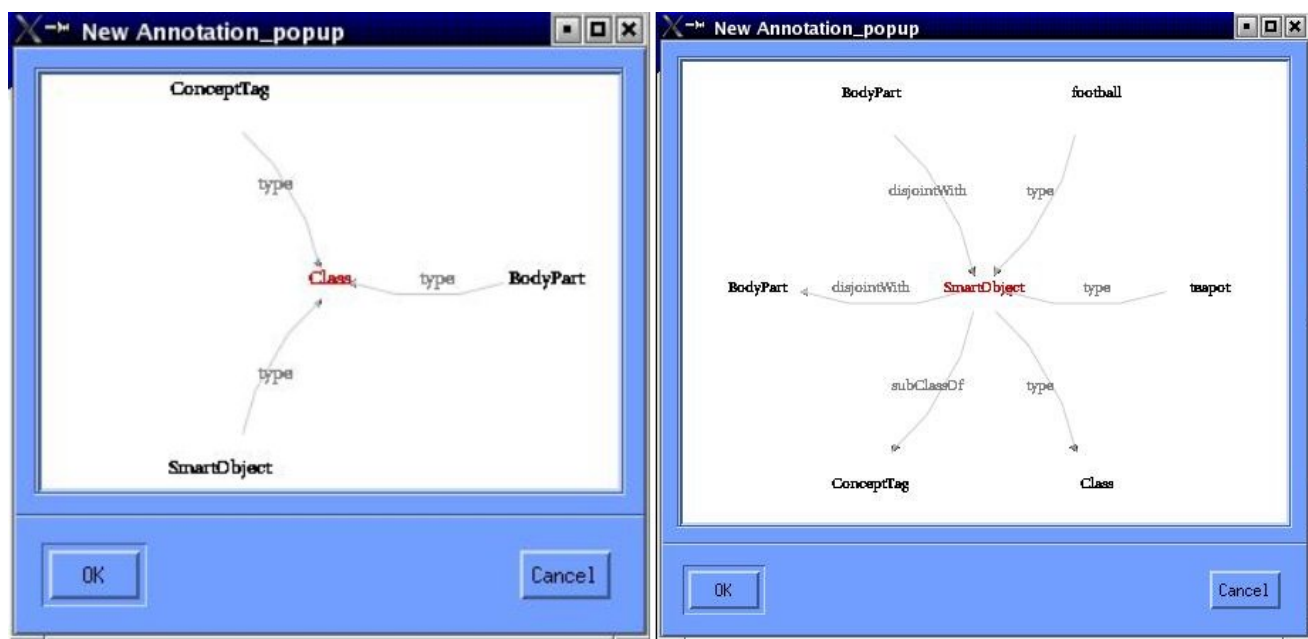 New Annotation_popup
ConceptTag
type
Class
type
BodyPart
type
SmartObject
OK
Cancel
New Annotation_popup
BodyPart
football
disjointWith
type
BodyPart
disjointWith
SmartObject
type
teapot
subClassOf
type
ConceptTag
Class
OK
Cancel